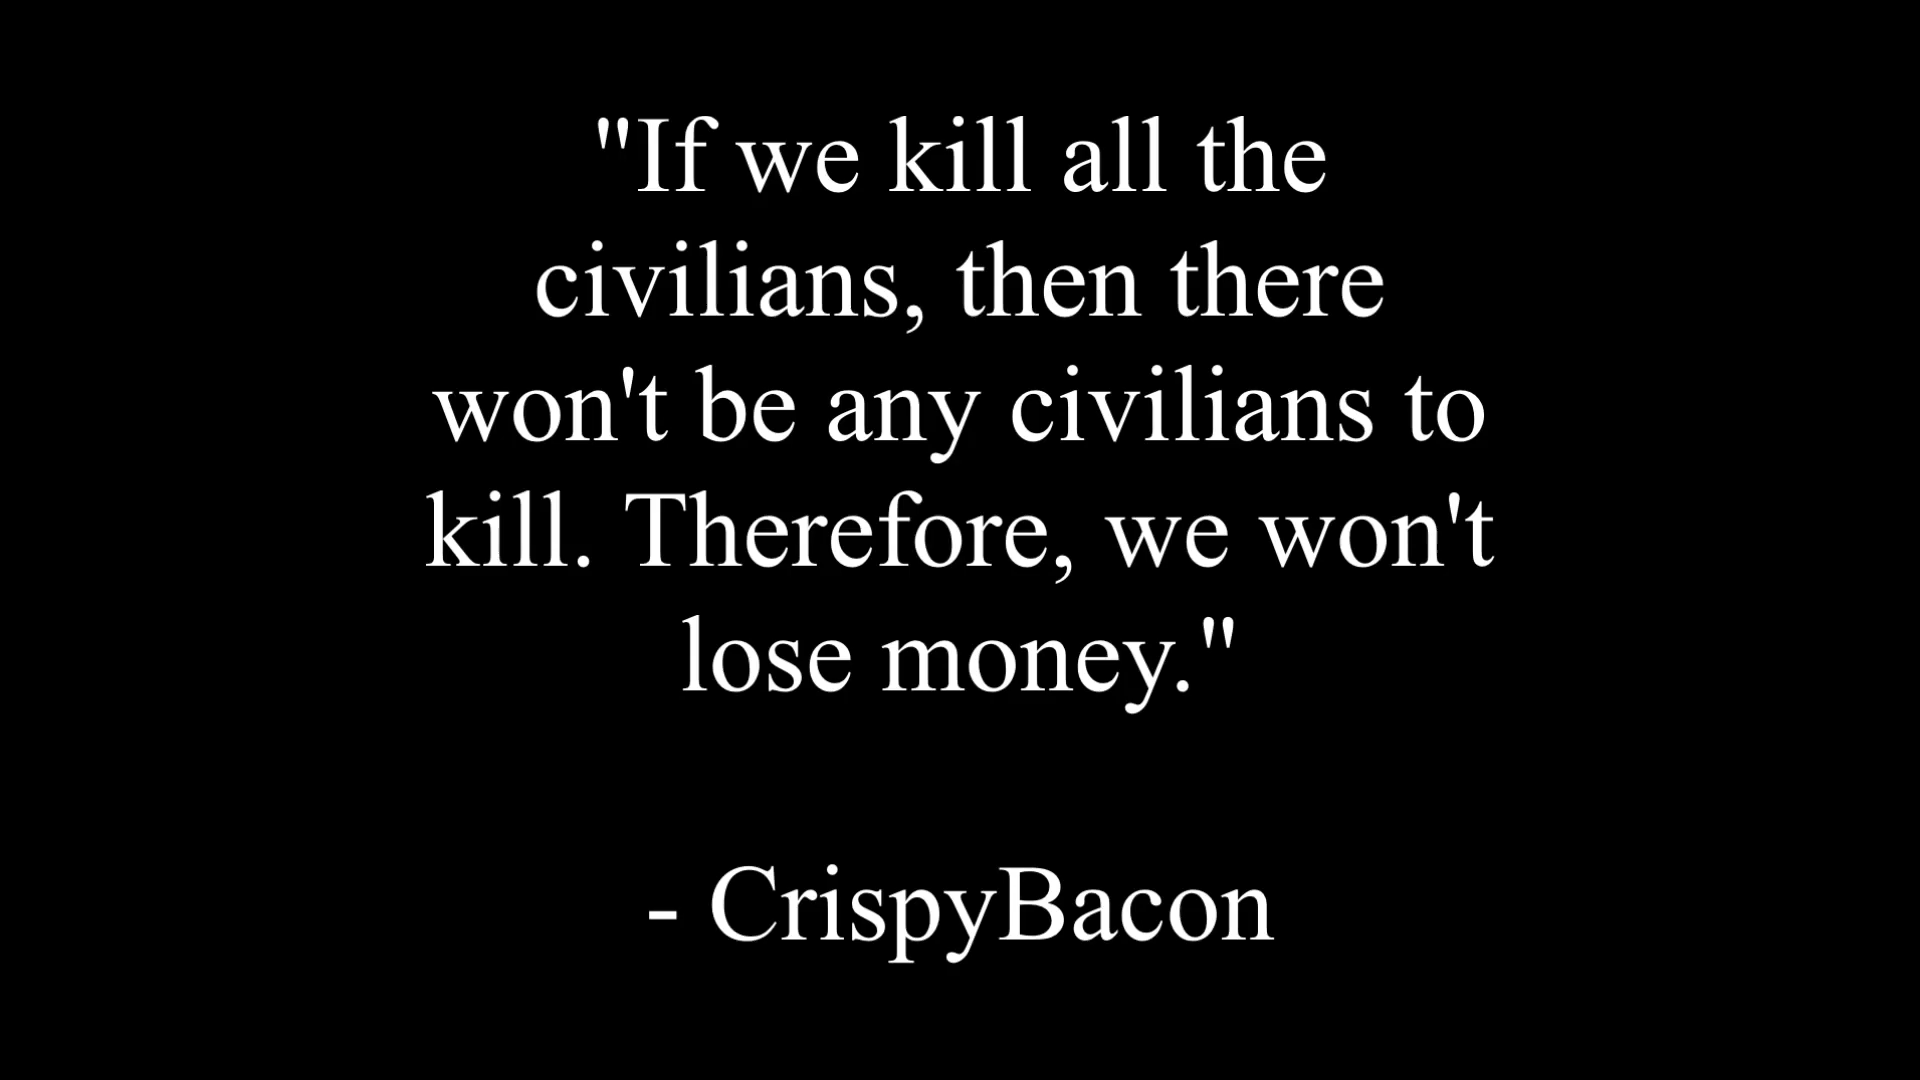 "If we kill all the
civilians, then there
won't be any civilians to
kill. Therefore, we won't
lose money."
- CrispyBacon